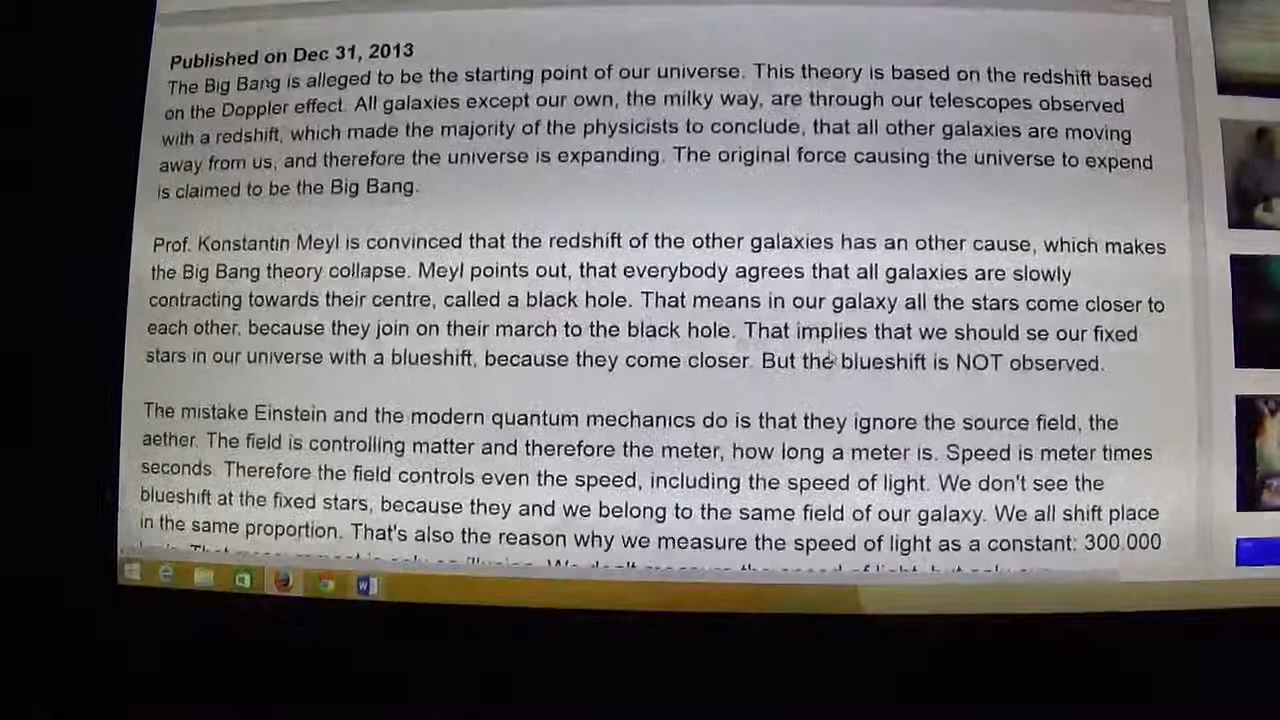 Published on Dec 31, 2013
The Big Bang is alleged to be the starting point of our universe. This theory is based on the redshift based
on the Doppler effect. All galaxies except our own, the milky way, are through our telescopes observed
with a redshift, which made the majority of the physicists to conclude, that all other galaxies are moving
away from us, and therefore the universe is expanding. The original force causing the universe to expend
is claimed to be the Big Bang.
Prof. Konstantin Meyl is convinced that the redshift of the other galaxies has an other cause, which makes
the Big Bang theory collapse. Meyl points out, that everybody agrees that all galaxies are slowly
contracting towards their centre, called a black hole. That means in our galaxy all the stars come closer to
each other, because they join on their march to the black hole. That implies that we should se our fixed
stars in our universe with a blueshift, because they come closer. But the blueshift is NOT observed.
The mistake Einstein and the modern quantum mechanics do is that they ignore the source field, the
aether. The field is controlling matter and therefore the meter, how long a meter is. Speed is meter times
seconds. Therefore the field controls even the speed, including the speed of light. We don't see the
blueshift at the fixed stars, because they and we belong to the same field of our galaxy. We all shift place
in the same proportion. That's also the reason why we measure the speed of light as a constant: 300.000